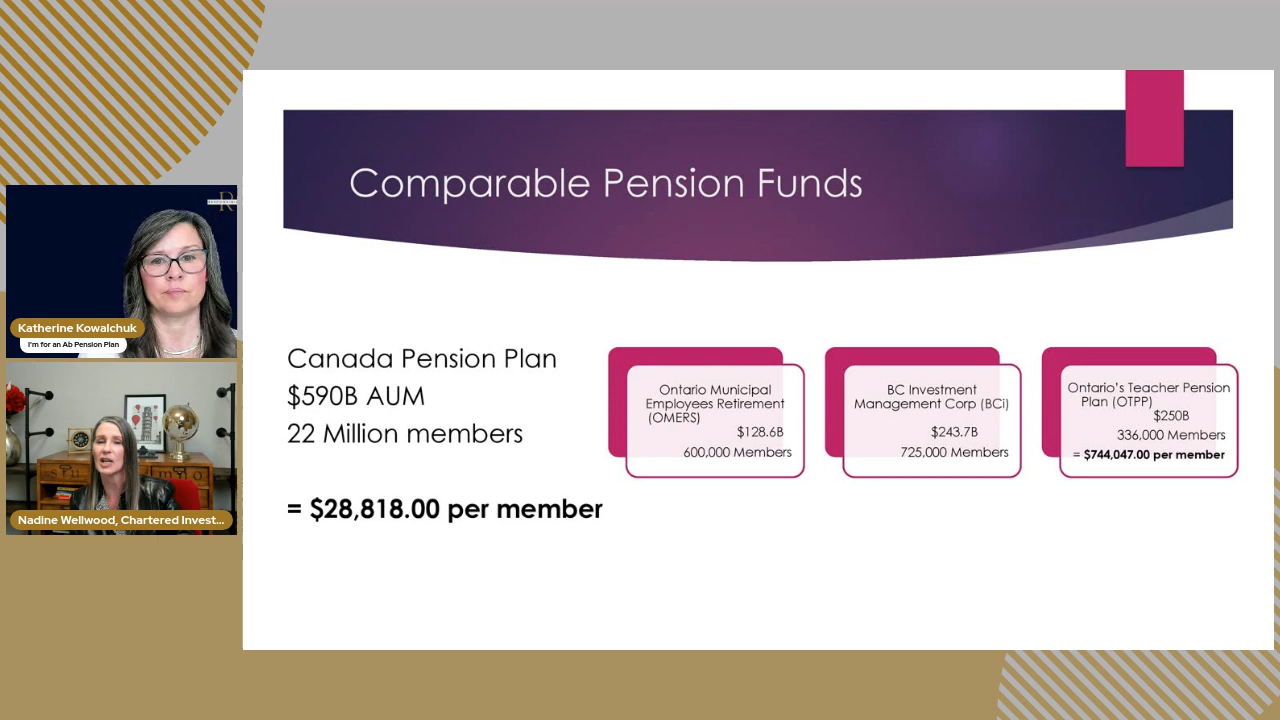 Comparable Pension Funds
Katherine Kowalchuk
I'm for an Ab Pension Plan
Nadine Wellwood, Chartered Invest...
Canada Pension Plan
$590B AUM
22 Million members
= $28,818.00 per member
Ontario Municipal
Employees Retirement
(OMERS)
$128.6B
600,000 Members
BC Investment
Management Corp (BCi)
$243.7B
725,000 Members
Ontario's Teacher Pension
Plan (OTPP)
$250B
336,000 Members
= $744,047.00 per member